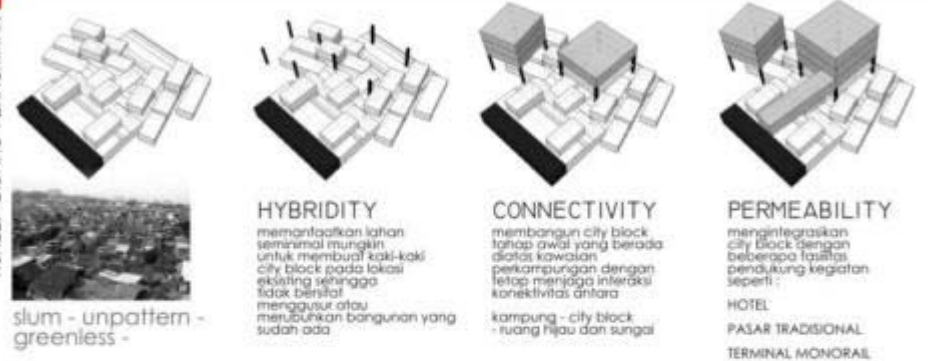 slum - unpattern -
greenless -
HYBRIDITY
memanfaatkan lahan
seminimal mungkin
untuk membuat kaki-kaki
city block pada lokasi
eksisting sehingga
tidak bersifat
menggusur atau
merubuhkan bangunan yang
sudah ada
CONNECTIVITY
membangun city block
tahap awal yang berada
diatas kawasan
perkampungan dengan
tetap menjaga interaksi
konektivitas antara
kampung - city block
- ruang hijau dan sungai
PERMEABILITY
mengintegrasikan
city block dengan
beberapa fasilitas
pendukung kegiatan
seperti :
HOTEL
PASAR TRADISIONAL
TERMINAL MONORAIL